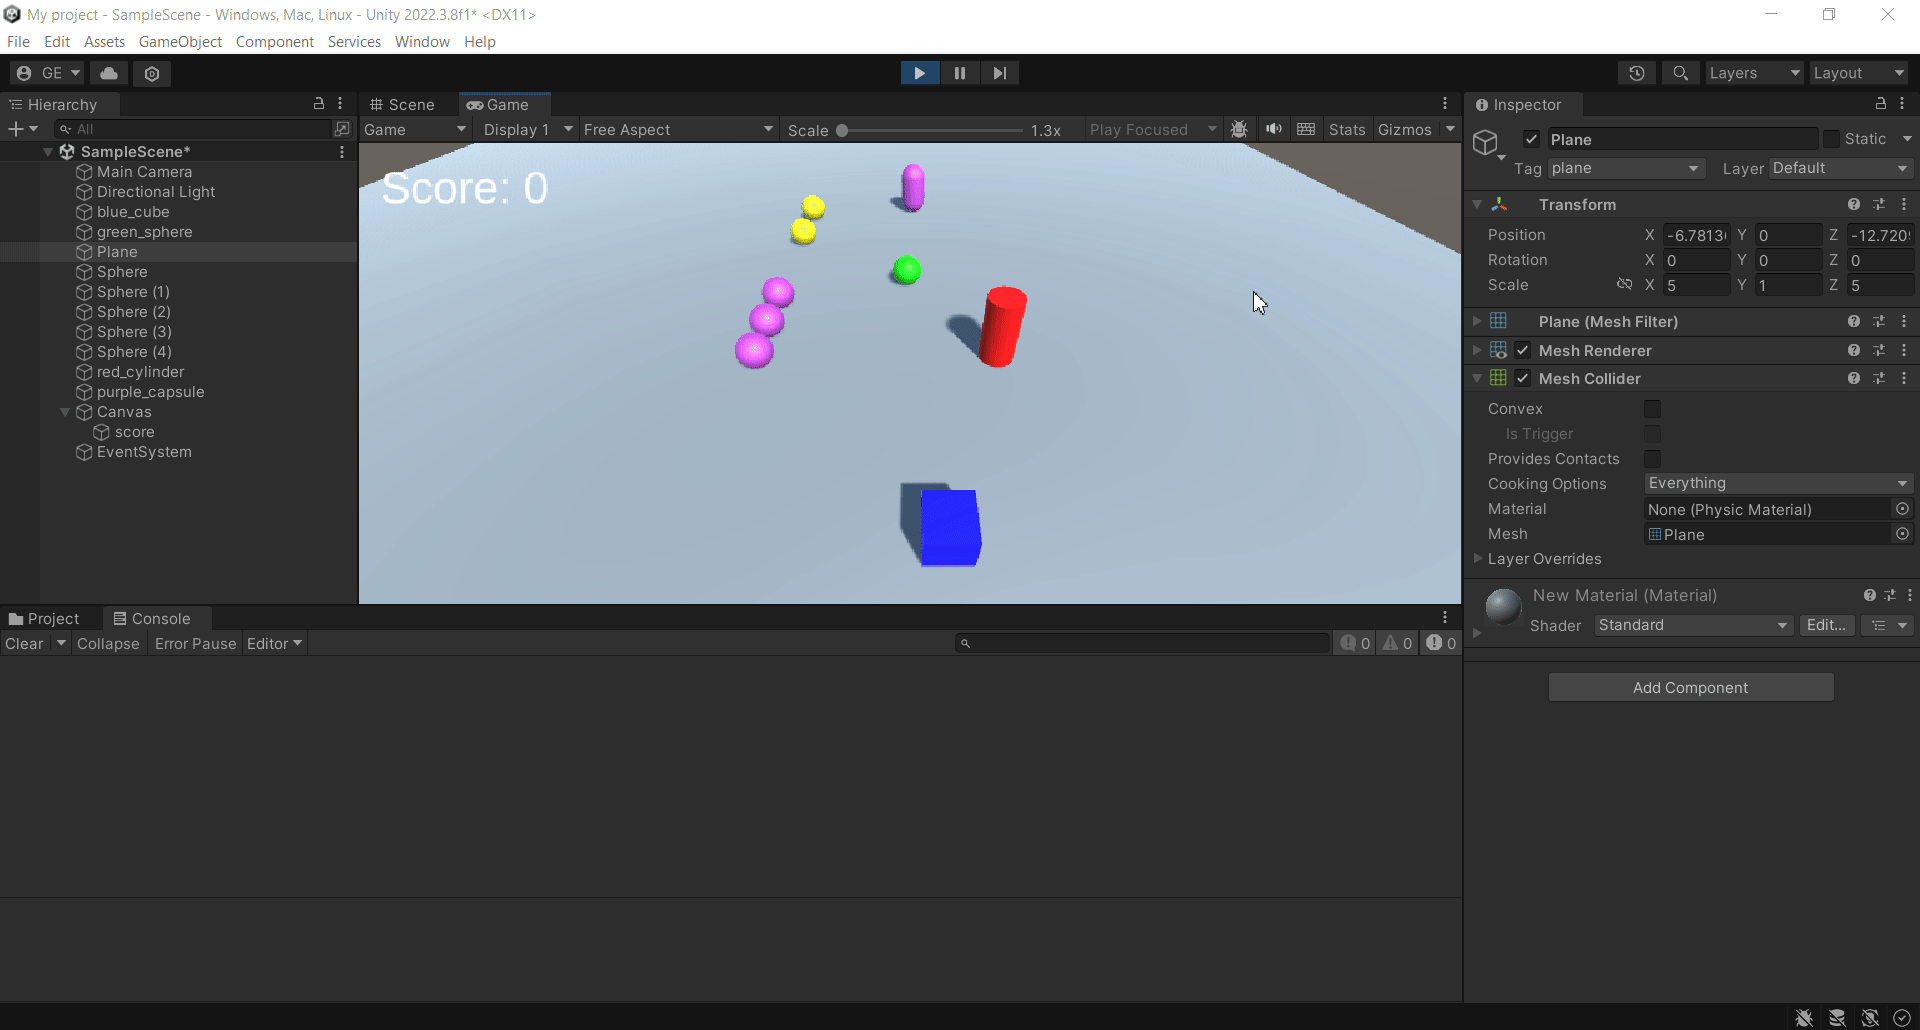 My project - SampleScene - Windows, Mac, Linux - Unity 2022.3.8f1* <DX11>
File Edit Assets GameObject Component Services Window Help
GE
Layers
Layout
Hierarchy
All
SampleScene*
Main Camera
Directional Light
blue_cube
green_sphere
Plane
Sphere
Sphere (1)
Sphere (2)
Sphere (3)
Sphere (4)
red_cylinder
purple_capsule
Canvas
score
EventSystem
Scene Game
Game Display 1 Free Aspect Scale 1.3x Play Focused Stats Gizmos
Score: 0
Project Console
Clear Collapse Error Pause Editor
0 0 0
Inspector
Plane Static
Tag plane Layer Default
Transform
Position X -6.7813 Y 0 Z -12.720
Rotation X 0 Y 0 Z 0
Scale X 5 Y 1 Z 5
Plane (Mesh Filter)
Mesh Renderer
Mesh Collider
Convex
Is Trigger
Provides Contacts
Cooking Options Everything
Material None (Physic Material)
Mesh Plane
Layer Overrides
New Material (Material)
Shader Standard Edit...
Add Component